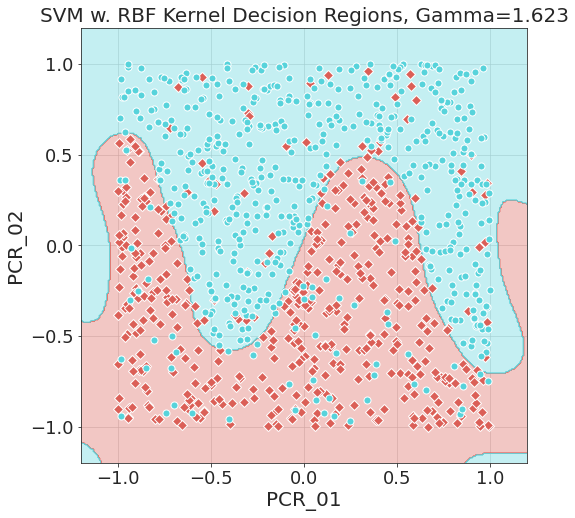 SVM w. RBF Kernel Decision Regions, Gamma=1.623
PCR_02
1.0
0.5
0.0
−0.5
−1.0
−1.0 −0.5 0.0 0.5 1.0
PCR_01